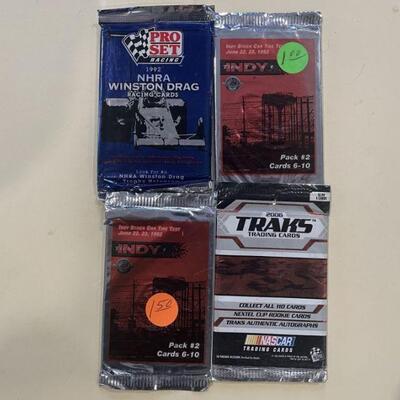 PRO
SET
RACING
1992
NHRA
WINSTON DRAG
RACING CARDS
Look For An
NHRA Winston Drag
INDY STOCK CAR TIRE TEST
June 22, 23, 1992
INDY
1.00
Pack #2
Cards 6-10
INDY STOCK CAR TIRE TEST
June 22, 23, 1992
INDY
1.50
Pack #2
Cards 6-10
2006
TRAKS
TRADING CARDS
COLLECT ALL 110 CARDS
NEXTEL CUP ROOKIE CARDS
TRAKS AUTHENTIC AUTOGRAPHS
NASCAR
TRADING CARDS